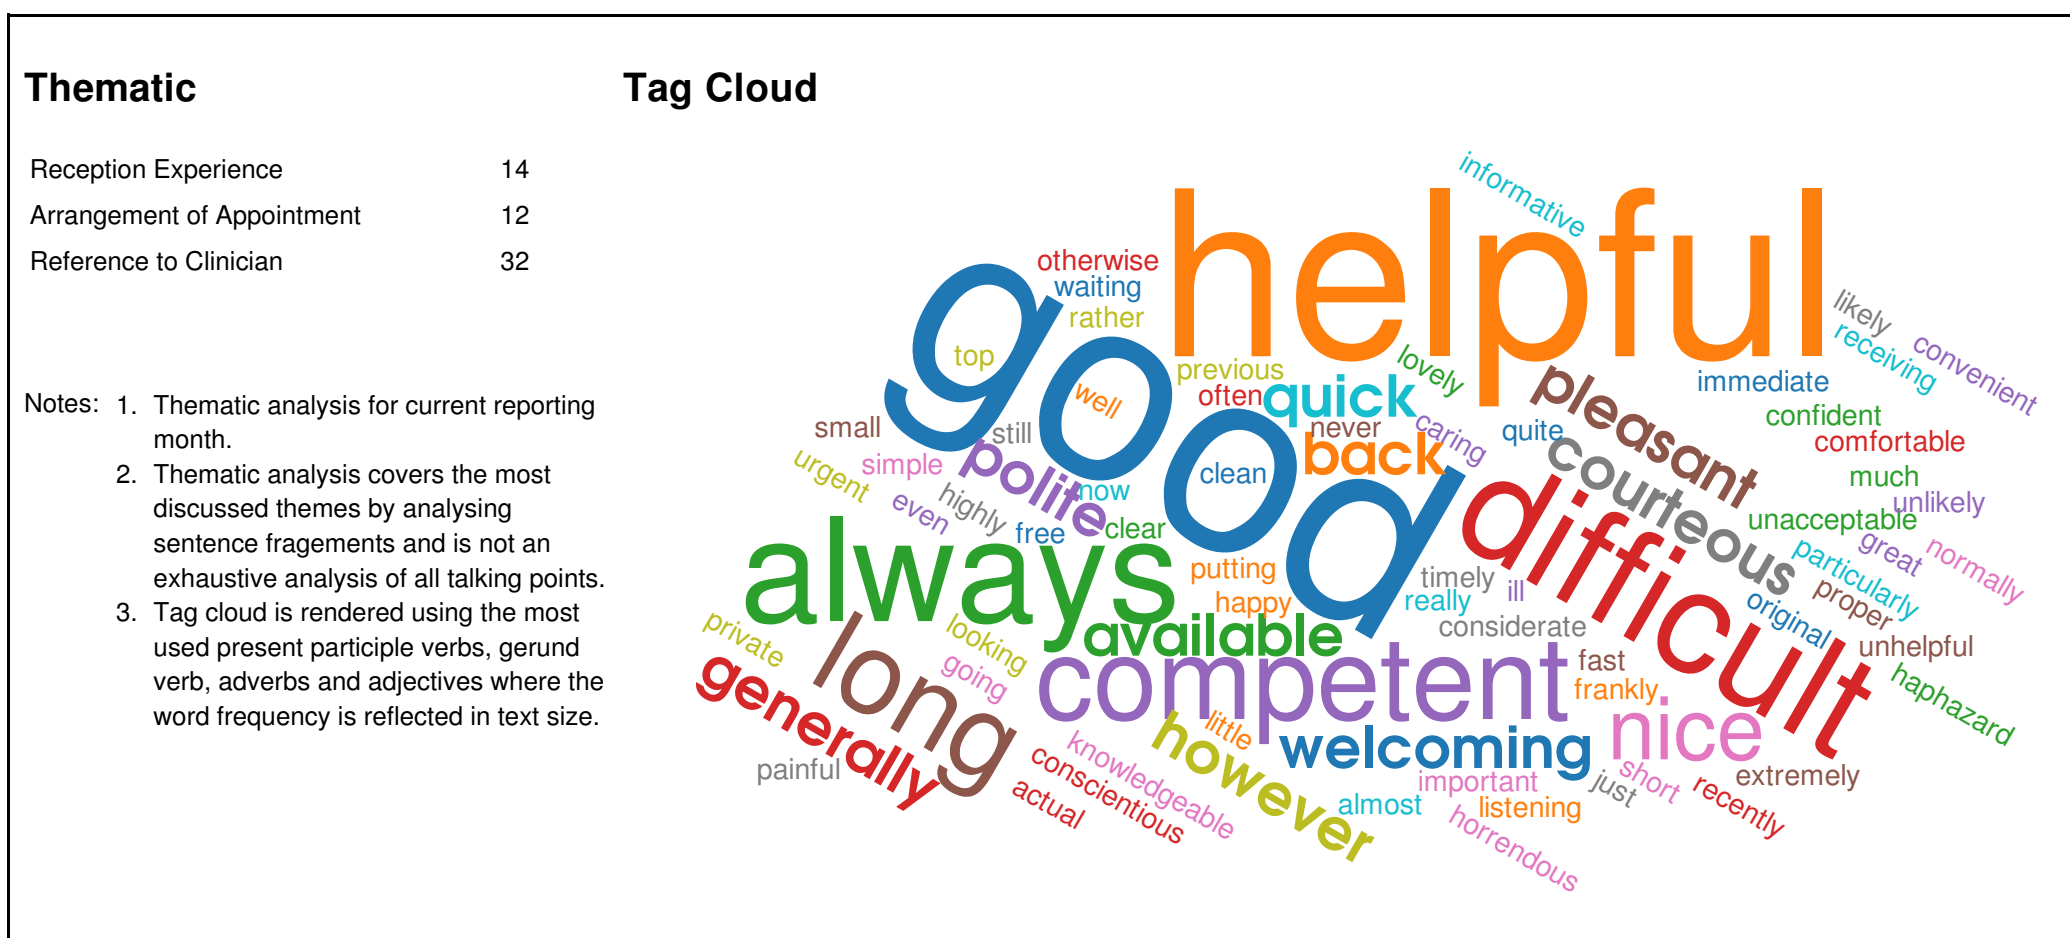 Thematic
Reception Experience 14
Arrangement of Appointment 12
Reference to Clinician 32
Notes: 1. Thematic analysis for current reporting
month.
2. Thematic analysis covers the most
discussed themes by analysing
sentence fragements and is not an
exhaustive analysis of all talking points.
3. Tag cloud is rendered using the most
used present participle verbs, gerund
verb, adverbs and adjectives where the
word frequency is reflected in text size.
Tag Cloud
informative
helpful
otherwise
waiting
rather
good
top
well
clean
previous
often
quick
lovely
never
back
caring
likely
receiving
convenient
immediate
confident
comfortable
pleasant
quite
courteous
much
unlikely
unacceptable
great
normally
particularly
proper
original
unhelpful
haphazard
difficult
small
still
simple
urgent
polite
now
even
highly
free
clear
always
putting
happy
timely
ill
really
considerate
available
private
looking
going
long
generally
competent
fast
frankly
nice
little
welcoming
however
painful
knowledgeable
conscientious
actual
important
just
short
recently
extremely
almost
listening
horrendous